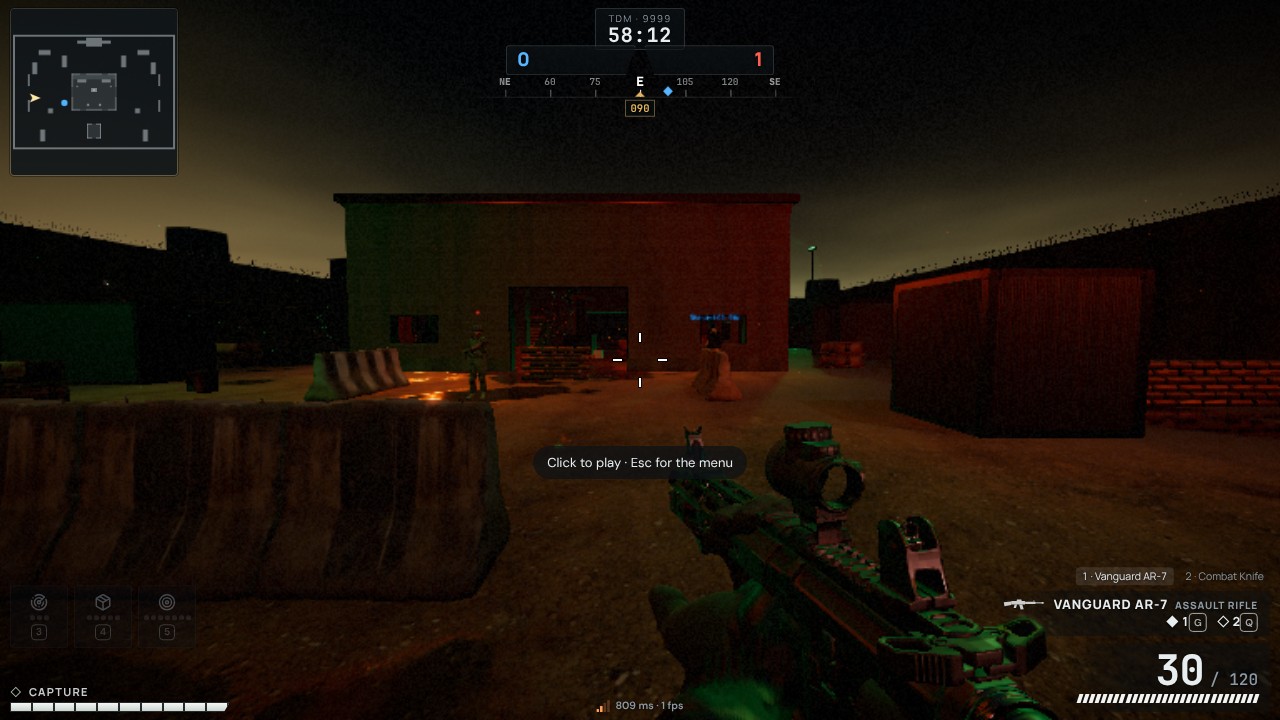 TDM · 9999
58:12
0 1
NE 60 75 E 105 120 SE
090
Click to play · Esc for the menu
1 · Vanguard AR-7 2 · Combat Knife
VANGUARD AR-7 ASSAULT RIFLE
1 G 2 Q
3 4 5
30 / 120
CAPTURE
809 ms · 1 fps